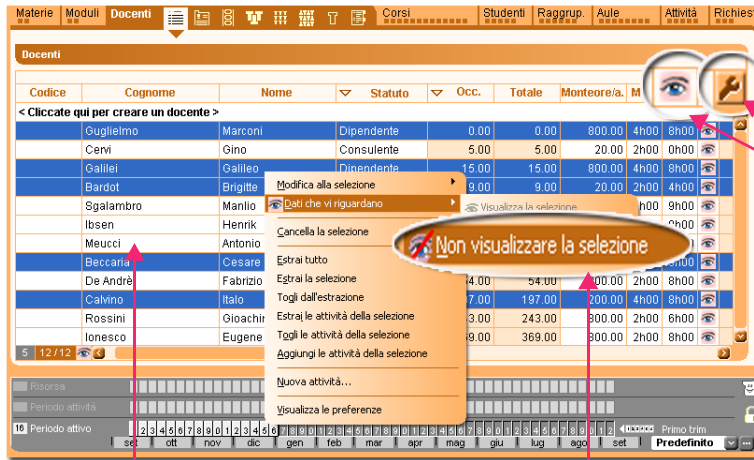 Materie Moduli Docenti Corsi Studenti Raggrup. Aule Attività Richies
Docenti
Codice Cognome Nome Statuto Occ. Totale Monteore/a. M
< Cliccate qui per creare un docente >
Guglielmo Marconi Dipendente 0.00 0.00 800.00 4h00 8h00
Cervi Gino Consulente 5.00 5.00 20.00 2h00 0h00
Galilei Galileo Dipendente 15.00 15.00 800.00 4h00 8h00
Bardot Brigitte 9.00 9.00 20.00 2h00 4h00
Sgalambro Manlio h00 9h00
Ibsen Henrik 0h00
Meucci Antonio
Beccaria Cesare
De Andrè Fabrizio 54.00 2h00 8h00
Calvino Italo 197.00 200.00 4h00 8h00
Rossini Gioachin 243.00 300.00 2h00 6h00
Ionesco Eugene 369.00 300.00 2h00 8h00
Modifica alla selezione
Dati che vi riguardano
Visualizza la selezione
Non visualizzare la selezione
Cancella la selezione
Estrai tutto
Estrai la selezione
Togli dall'estrazione
Estrai le attività della selezione
Togli le attività della selezione
Aggiungi le attività della selezione
Nuova attività...
Visualizza le preferenze
5 12/12
Risorsa
Periodo attività
16 Periodo attivo Primo trim
set ott nov dic gen feb mar apr mag giu lug ago set Predefinito